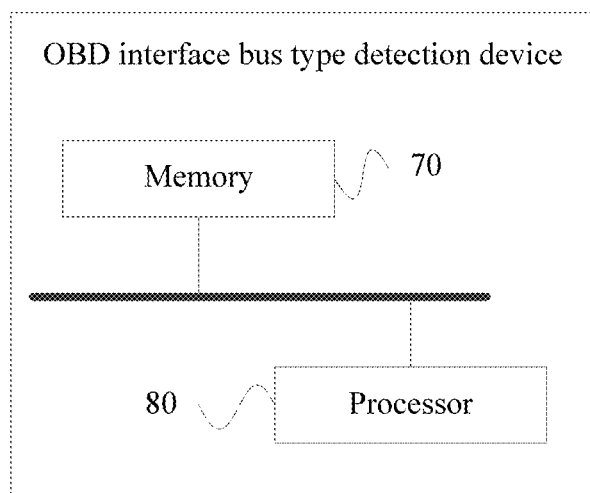 OBD interface bus type detection device
Memory
70
80
Processor